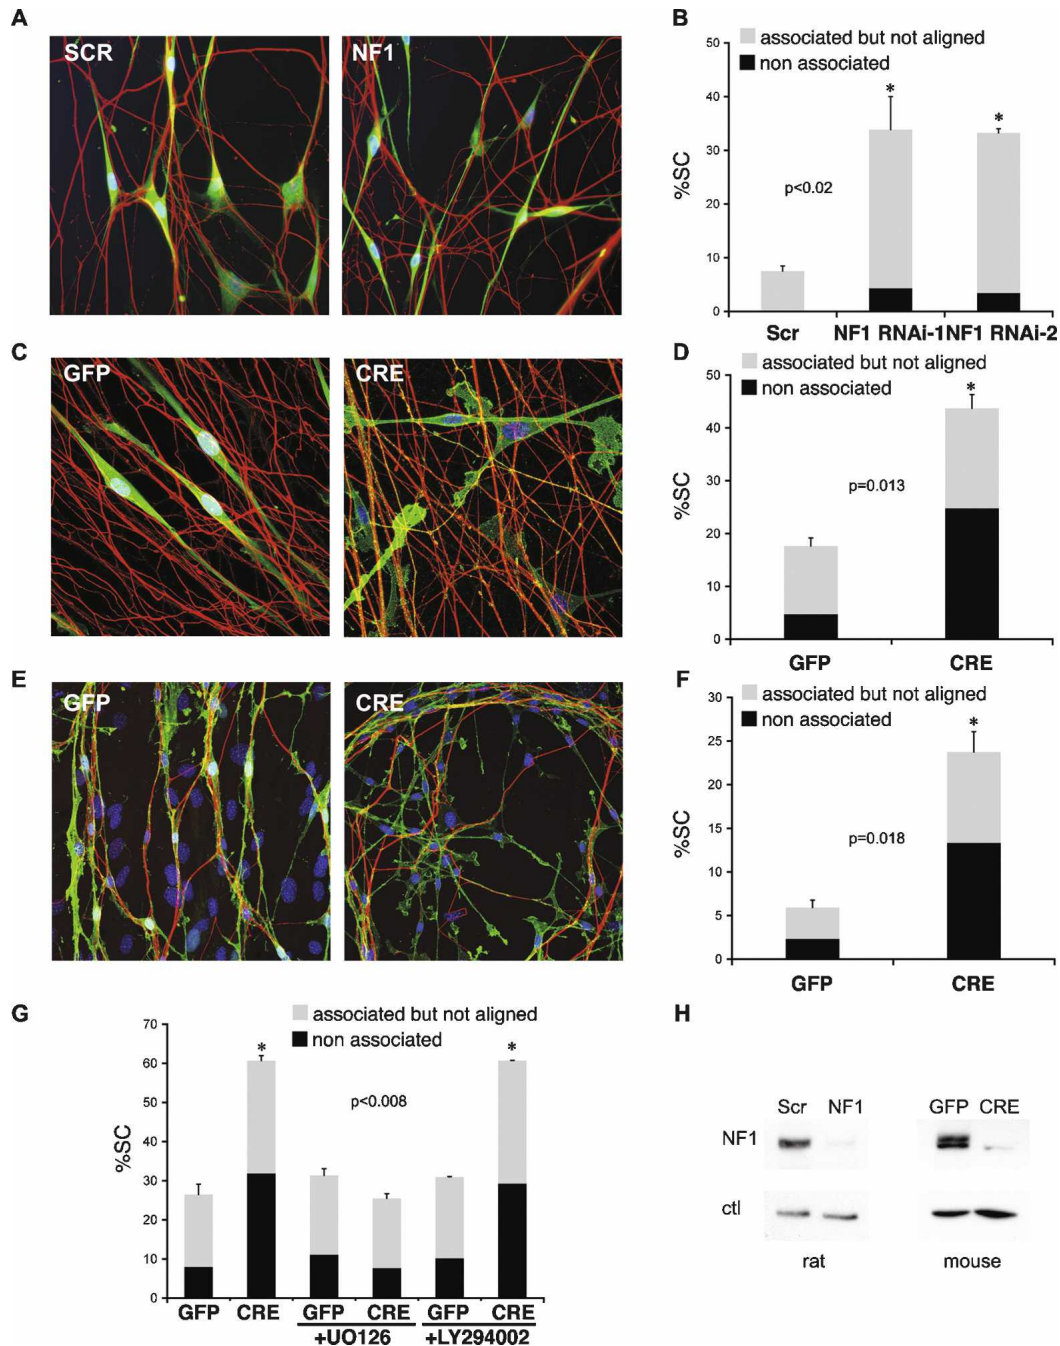 A
SCR
NF1
B
associated but not aligned
non associated
50
40
30
20
10
0
%SC
p<0.02
*
*
Scr
NF1 RNAi-1
NF1 RNAi-2
C
GFP
CRE
D
associated but not aligned
non associated
50
40
30
20
10
0
%SC
p=0.013
*
GFP
CRE
E
GFP
CRE
F
associated but not aligned
non associated
30
25
20
15
10
5
0
%SC
p=0.018
*
GFP
CRE
G
associated but not aligned
non associated
70
60
50
40
30
20
10
0
%SC
p<0.008
*
*
GFP
CRE
GFP
CRE
GFP
CRE
+UO126
+LY294002
H
Scr
NF1
GFP
CRE
NF1
ctl
rat
mouse